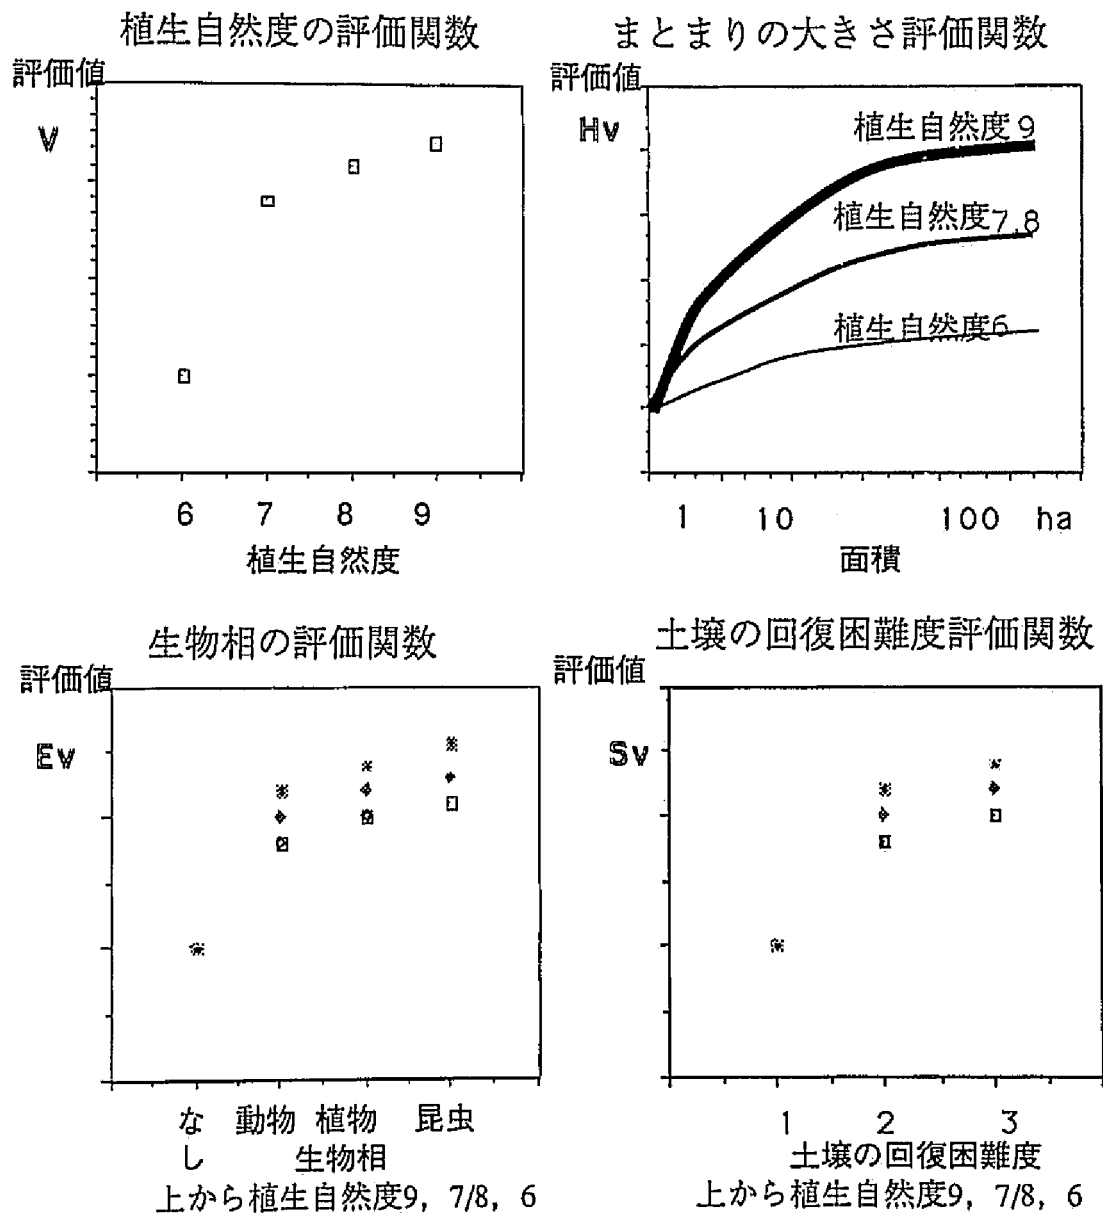 植生自然度の評価関数
評価値
V
6 7 8 9
植生自然度
まとまりの大きさ評価関数
評価値
Hv
植生自然度9
植生自然度7,8
植生自然度6
1 10 100 ha
面積
生物相の評価関数
評価値
Ev
なし 動物 植物 昆虫
生物相
上から植生自然度9, 7/8, 6
土壌の回復困難度評価関数
評価値
Sv
1 2 3
土壌の回復困難度
上から植生自然度9, 7/8, 6